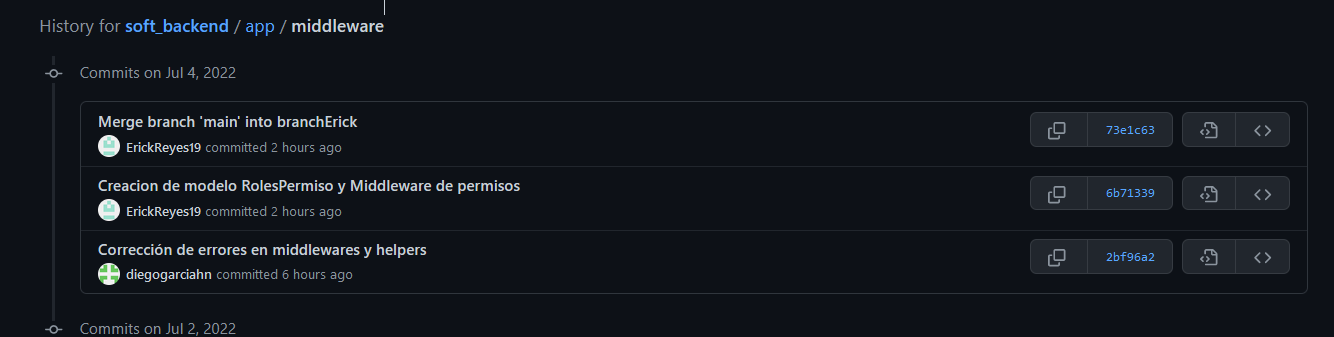 History for soft_backend / app / middleware
Commits on Jul 4, 2022
Merge branch 'main' into branchErick
73e1c63
ErickReyes19 committed 2 hours ago
Creacion de modelo RolesPermiso y Middleware de permisos
6b71339
ErickReyes19 committed 2 hours ago
Corrección de errores en middlewares y helpers
2bf96a2
diegogarciahn committed 6 hours ago
Commits on Jul 2, 2022